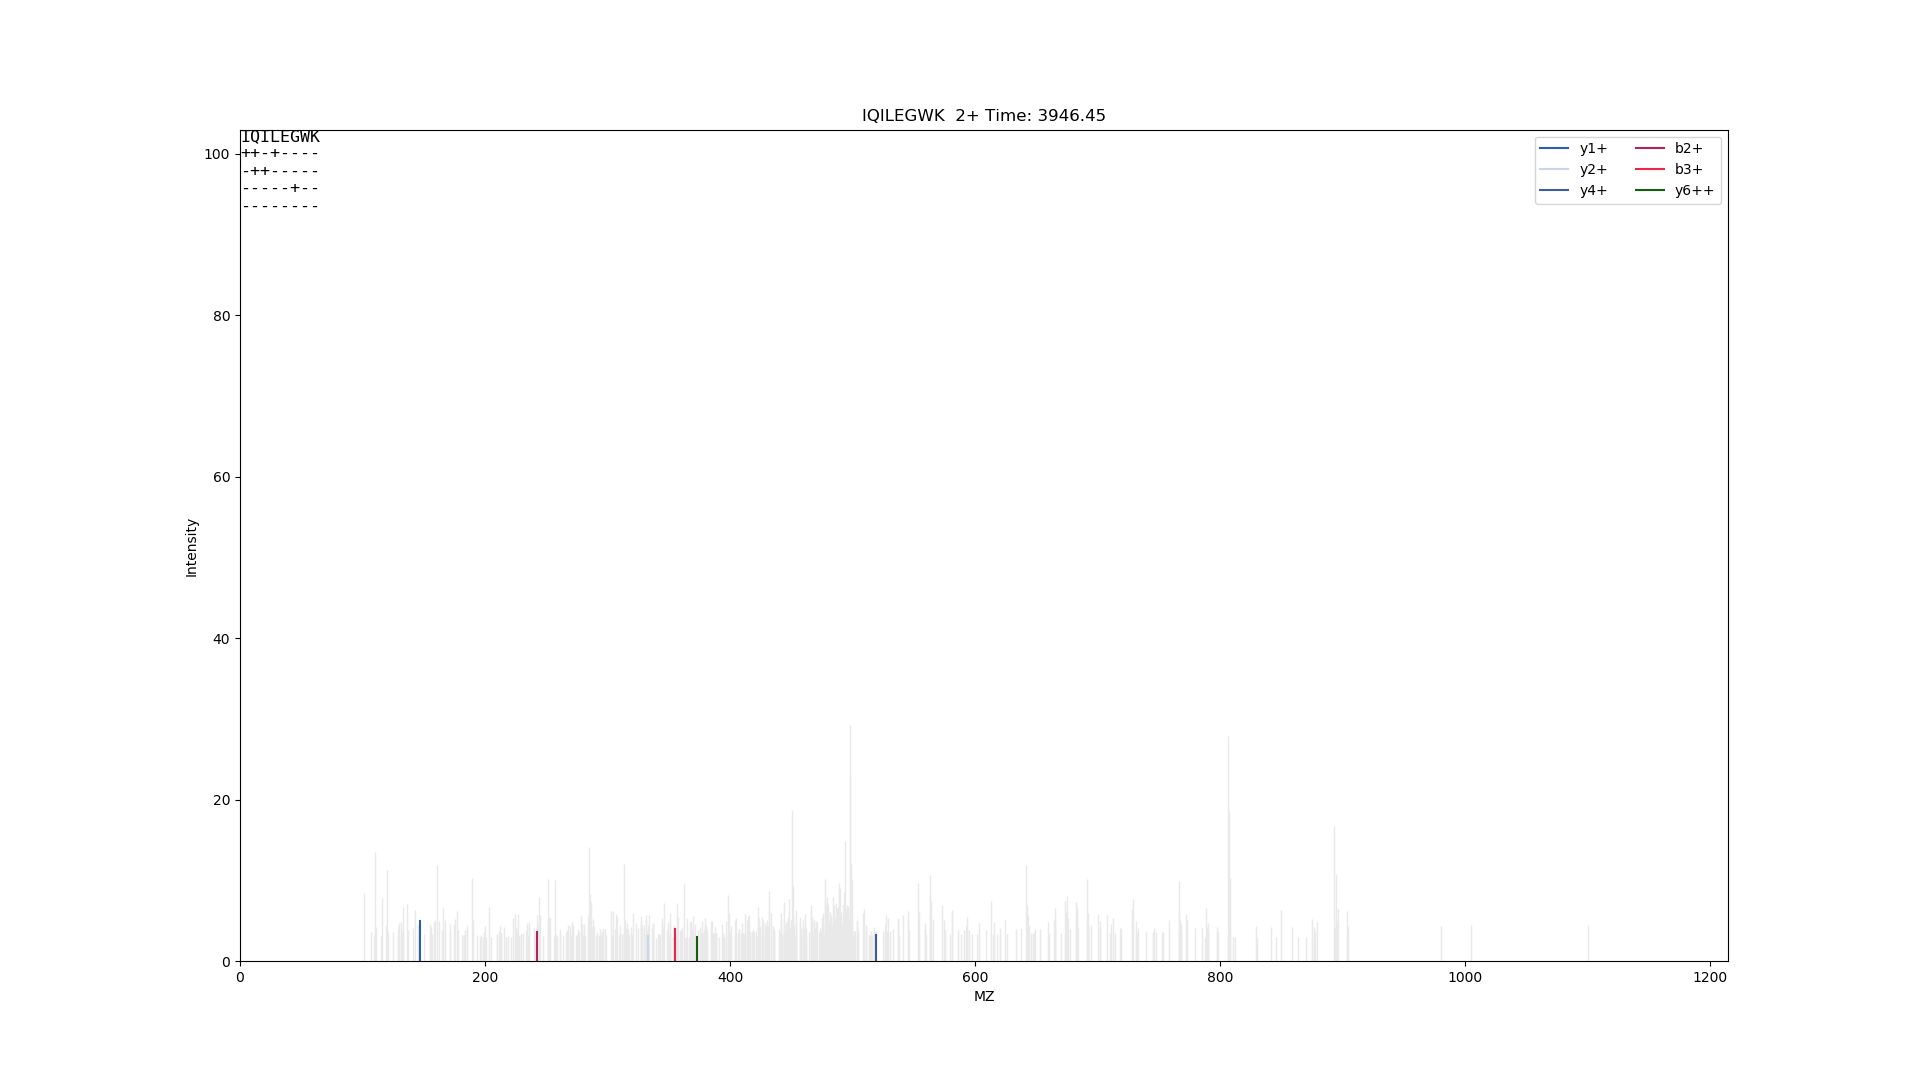 IQILEGWK  2+ Time: 3946.45
IQILEGWK
++-+----
-++-----
-----+--
--------
y1+
y2+
y4+
b2+
b3+
y6++
100
80
60
40
20
0
Intensity
0 200 400 600 800 1000 1200
MZ